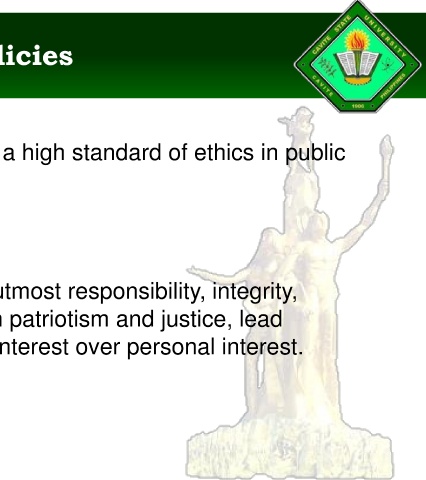 licies
CAVITE STATE UNIVERSITY
CAVITE PHILIPPINES
1906
a high standard of ethics in public
utmost responsibility, integrity,
n patriotism and justice, lead
nterest over personal interest.